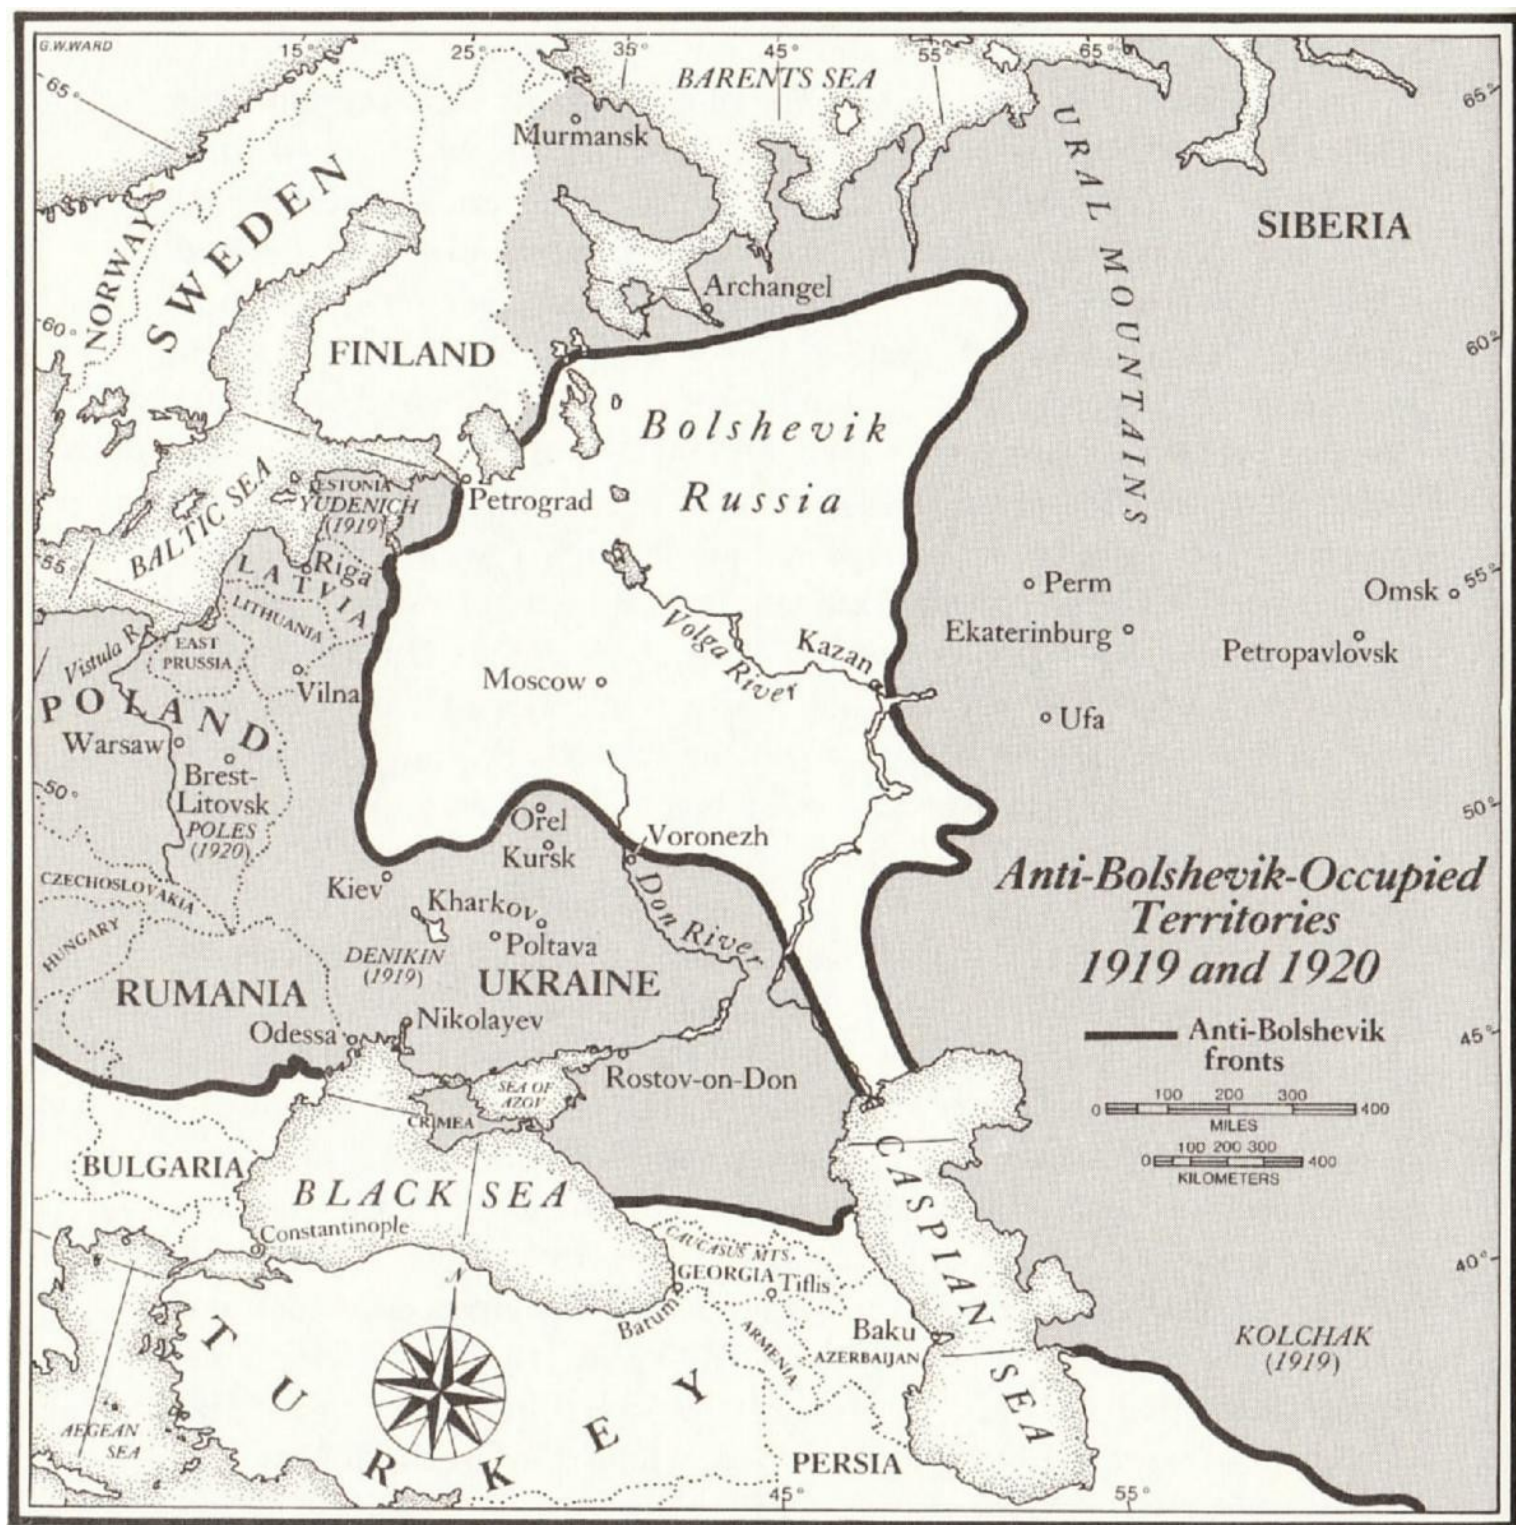 G.W.WARD
15°
25°
35°
45°
55°
65°
65°
65°
BARENTS SEA
Murmansk
URAL MOUNTAINS
SIBERIA
NORWAY
SWEDEN
Archangel
60°
FINLAND
60°
Bolshevik
Russia
ESTONIA
YUDENICH
(1919)
Petrograd
BALTIC SEA
55°
LATVIA
Riga
LITHUANIA
Perm
Omsk
55°
Ekaterinburg
Petropavlovsk
Volga River
Kazan
Vistula R.
EAST
PRUSSIA
Vilna
Moscow
Ufa
POLAND
Warsaw
Brest-
Litovsk
POLES
(1920)
50°
50°
Orel
Kursk
Voronezh
Kiev
Kharkov
Poltava
Don River
CZECHOSLOVAKIA
HUNGARY
DENIKIN
(1919)
UKRAINE
RUMANIA
Odessa
Nikolayev
Anti-Bolshevik-Occupied
Territories
1919 and 1920
Anti-Bolshevik
fronts
45°
0 100 200 300 400
MILES
0 100 200 300 400
KILOMETERS
SEA OF
AZOV
Rostov-on-Don
CRIMEA
BULGARIA
BLACK SEA
CASPIAN SEA
Constantinople
CAUCASUS MTS.
GEORGIA
Tiflis
Batum
ARMENIA
Baku
AZERBAIJAN
40°
KOLCHAK
(1919)
N
TURKEY
AEGEAN
SEA
PERSIA
45°
55°